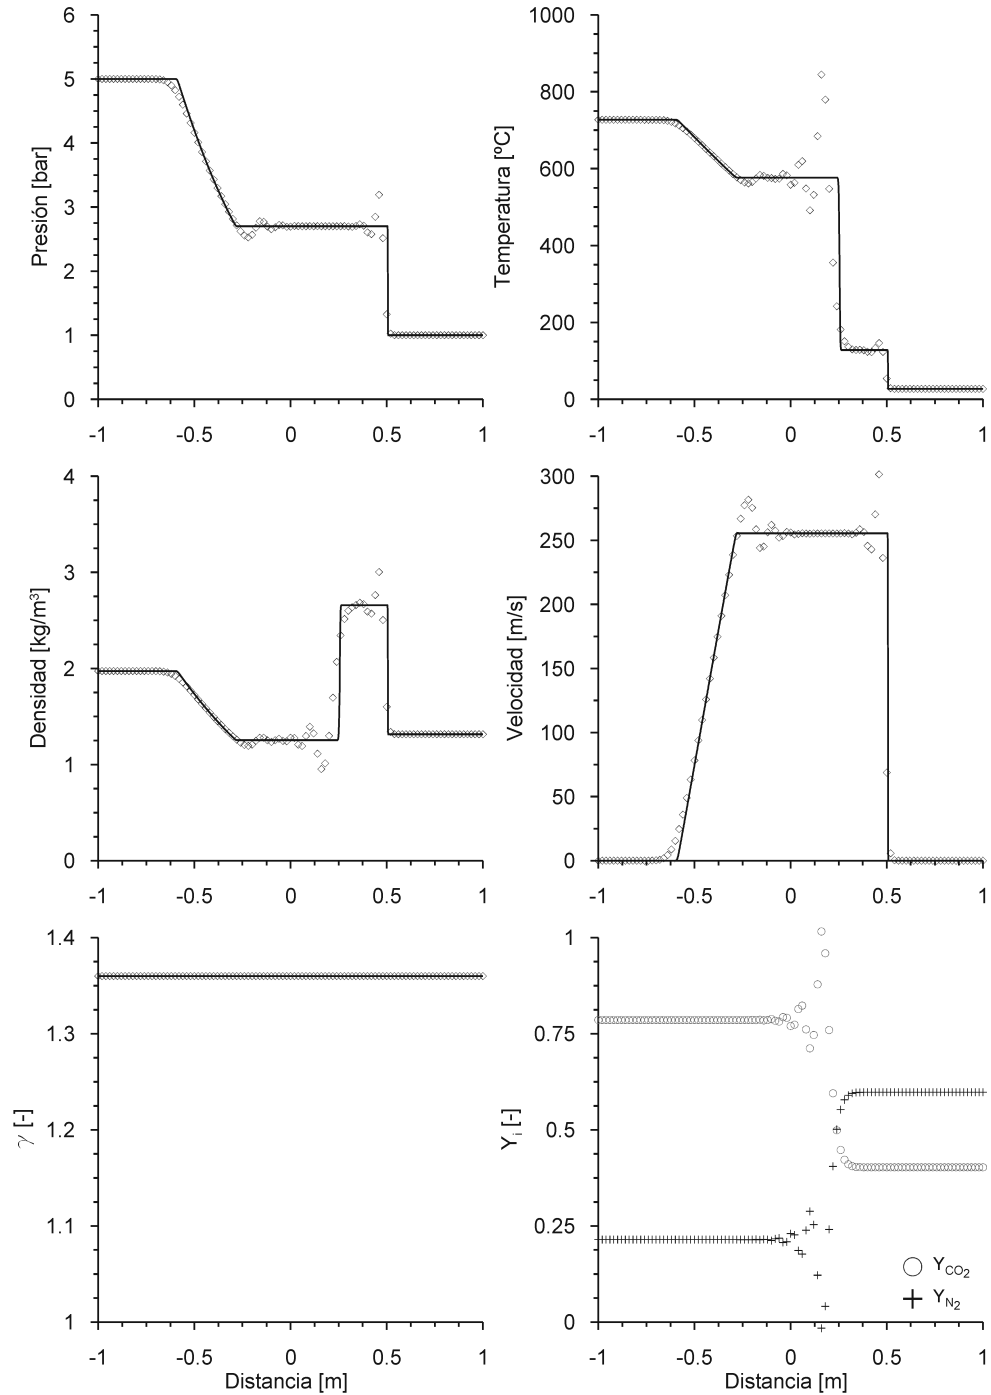 6
5
4
3
2
1
0
Presión [bar]
-1 -0.5 0 0.5 1
1000
800
600
400
200
0
Temperatura [ºC]
-1 -0.5 0 0.5 1
4
3
2
1
0
Densidad [kg/m³]
-1 -0.5 0 0.5 1
300
250
200
150
100
50
0
Velocidad [m/s]
-1 -0.5 0 0.5 1
1.4
1.3
1.2
1.1
1
γ [-]
-1 -0.5 0 0.5 1
Distancia [m]
1
0.75
0.5
0.25
0
Yi [-]
YCO2
YN2
-1 -0.5 0 0.5 1
Distancia [m]